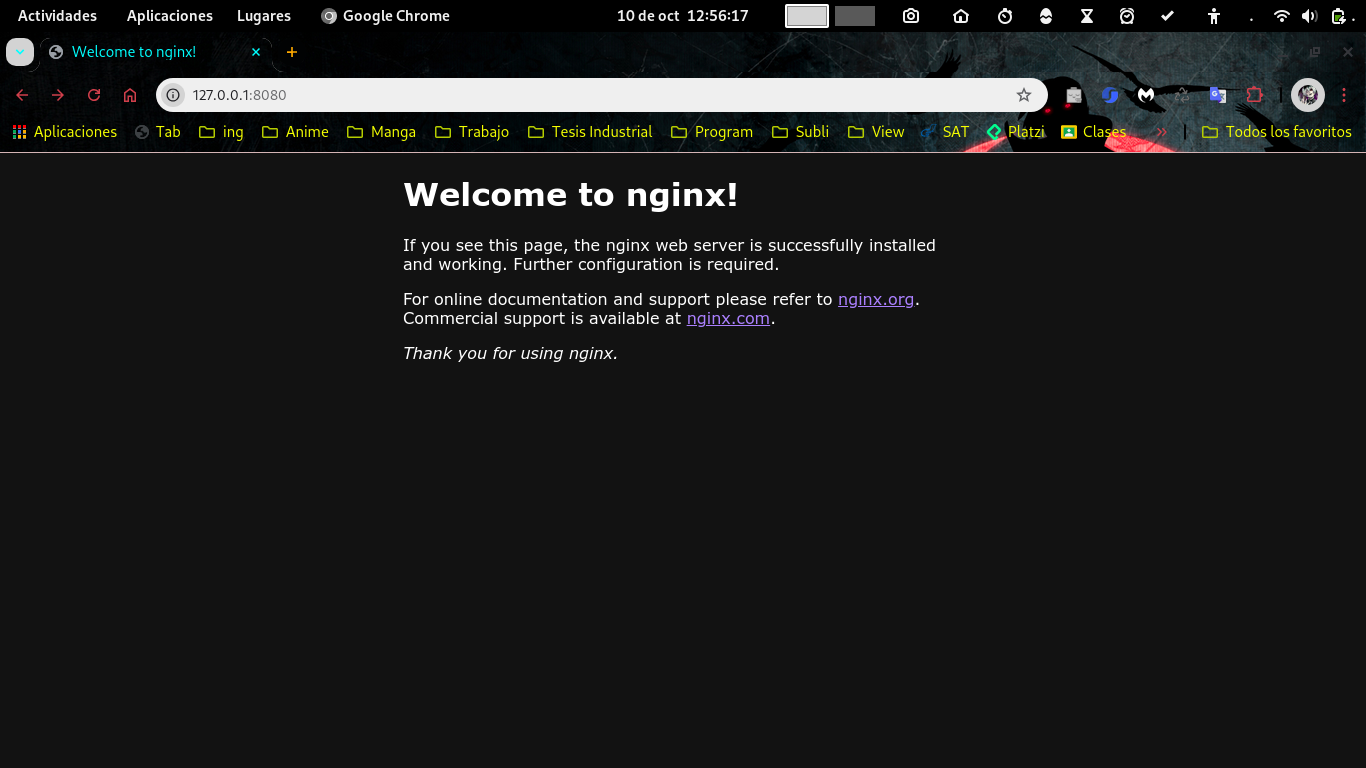 Actividades Aplicaciones Lugares Google Chrome 10 de oct 12:56:17
Welcome to nginx!
127.0.0.1:8080
Aplicaciones Tab ing Anime Manga Trabajo Tesis Industrial Program Subli View SAT Platzi Clases Todos los favoritos
Welcome to nginx!
If you see this page, the nginx web server is successfully installed
and working. Further configuration is required.
For online documentation and support please refer to nginx.org.
Commercial support is available at nginx.com.
Thank you for using nginx.